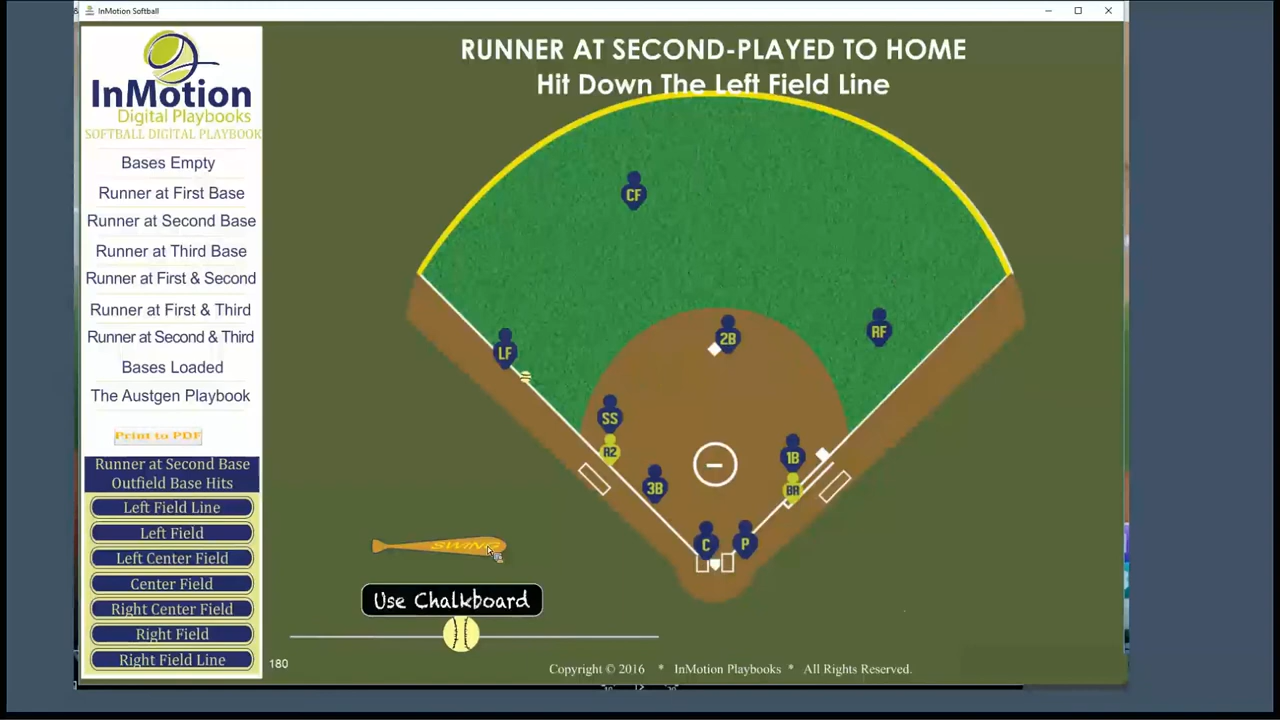 InMotion Softball
InMotion
Digital Playbooks
SOFTBALL DIGITAL PLAYBOOK
Bases Empty
Runner at First Base
Runner at Second Base
Runner at Third Base
Runner at First & Second
Runner at First & Third
Runner at Second & Third
Bases Loaded
The Austgen Playbook
Print to PDF
Runner at Second Base
Outfield Base Hits
Left Field Line
Left Field
Left Center Field
Center Field
Right Center Field
Right Field
Right Field Line
RUNNER AT SECOND-PLAYED TO HOME
Hit Down The Left Field Line
CF
RF
2B
LF
SS
R2
1B
3B
BR
C
P
SWING
Use Chalkboard
180
Copyright © 2016 * InMotion Playbooks * All Rights Reserved.